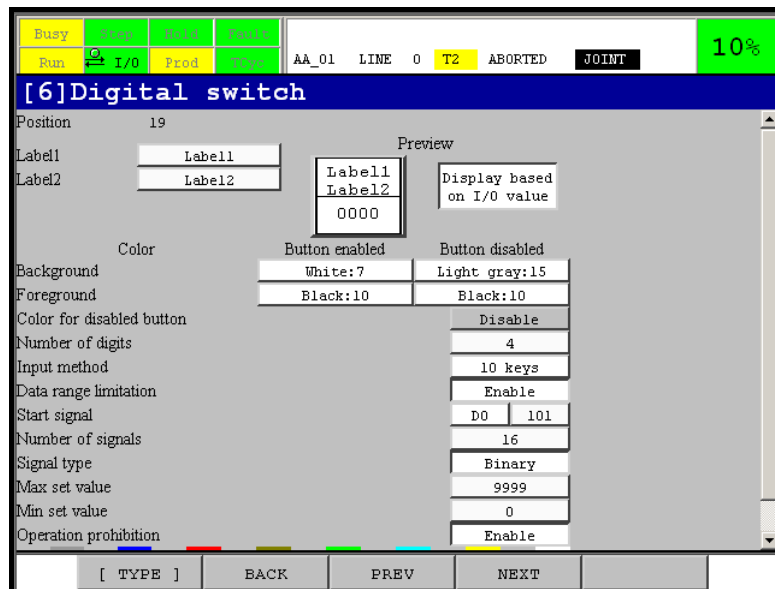 Busy Step Hold Fault
Run I/O Prod TCyc AA_01 LINE 0 T2 ABORTED JOINT 10%
[6]Digital switch
Position 19
Preview
Label1 Label1
Label2 Label2
Label1
Label2
0000
Display based
on I/O value
Color Button enabled Button disabled
Background White:7 Light gray:15
Foreground Black:10 Black:10
Color for disabled button Disable
Number of digits 4
Input method 10 keys
Data range limitation Enable
Start signal DO 101
Number of signals 16
Signal type Binary
Max set value 9999
Min set value 0
Operation prohibition Enable
[ TYPE ] BACK PREV NEXT